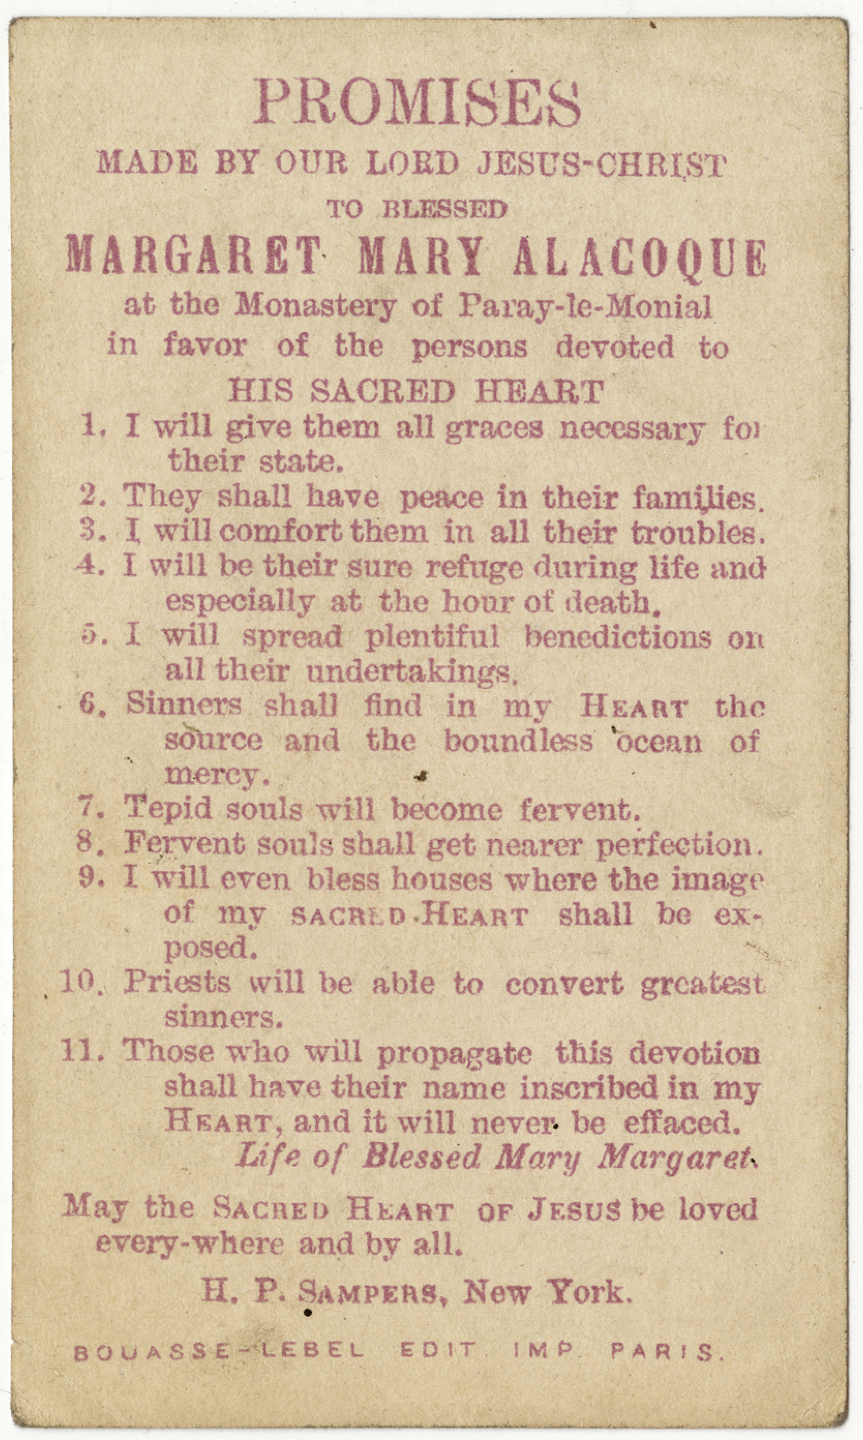 PROMISES
MADE BY OUR LORD JESUS-CHRIST
TO BLESSED
MARGARET MARY ALACOQUE
at the Monastery of Paray-le-Monial
in favor of the persons devoted to
HIS SACRED HEART
1. I will give them all graces necessary for
their state.
2. They shall have peace in their families.
3. I will comfort them in all their troubles.
4. I will be their sure refuge during life and
especially at the hour of death.
5. I will spread plentiful benedictions on
all their undertakings.
6. Sinners shall find in my HEART the
source and the boundless ocean of
mercy.
7. Tepid souls will become fervent.
8. Fervent souls shall get nearer perfection.
9. I will even bless houses where the image
of my SACRED HEART shall be ex-
posed.
10. Priests will be able to convert greatest
sinners.
11. Those who will propagate this devotion
shall have their name inscribed in my
HEART, and it will never be effaced.
Life of Blessed Mary Margaret.
May the SACRED HEART OF JESUS be loved
every-where and by all.
H. P. SAMPERS, New York.
BOUASSE-LEBEL EDIT. IMP. PARIS.